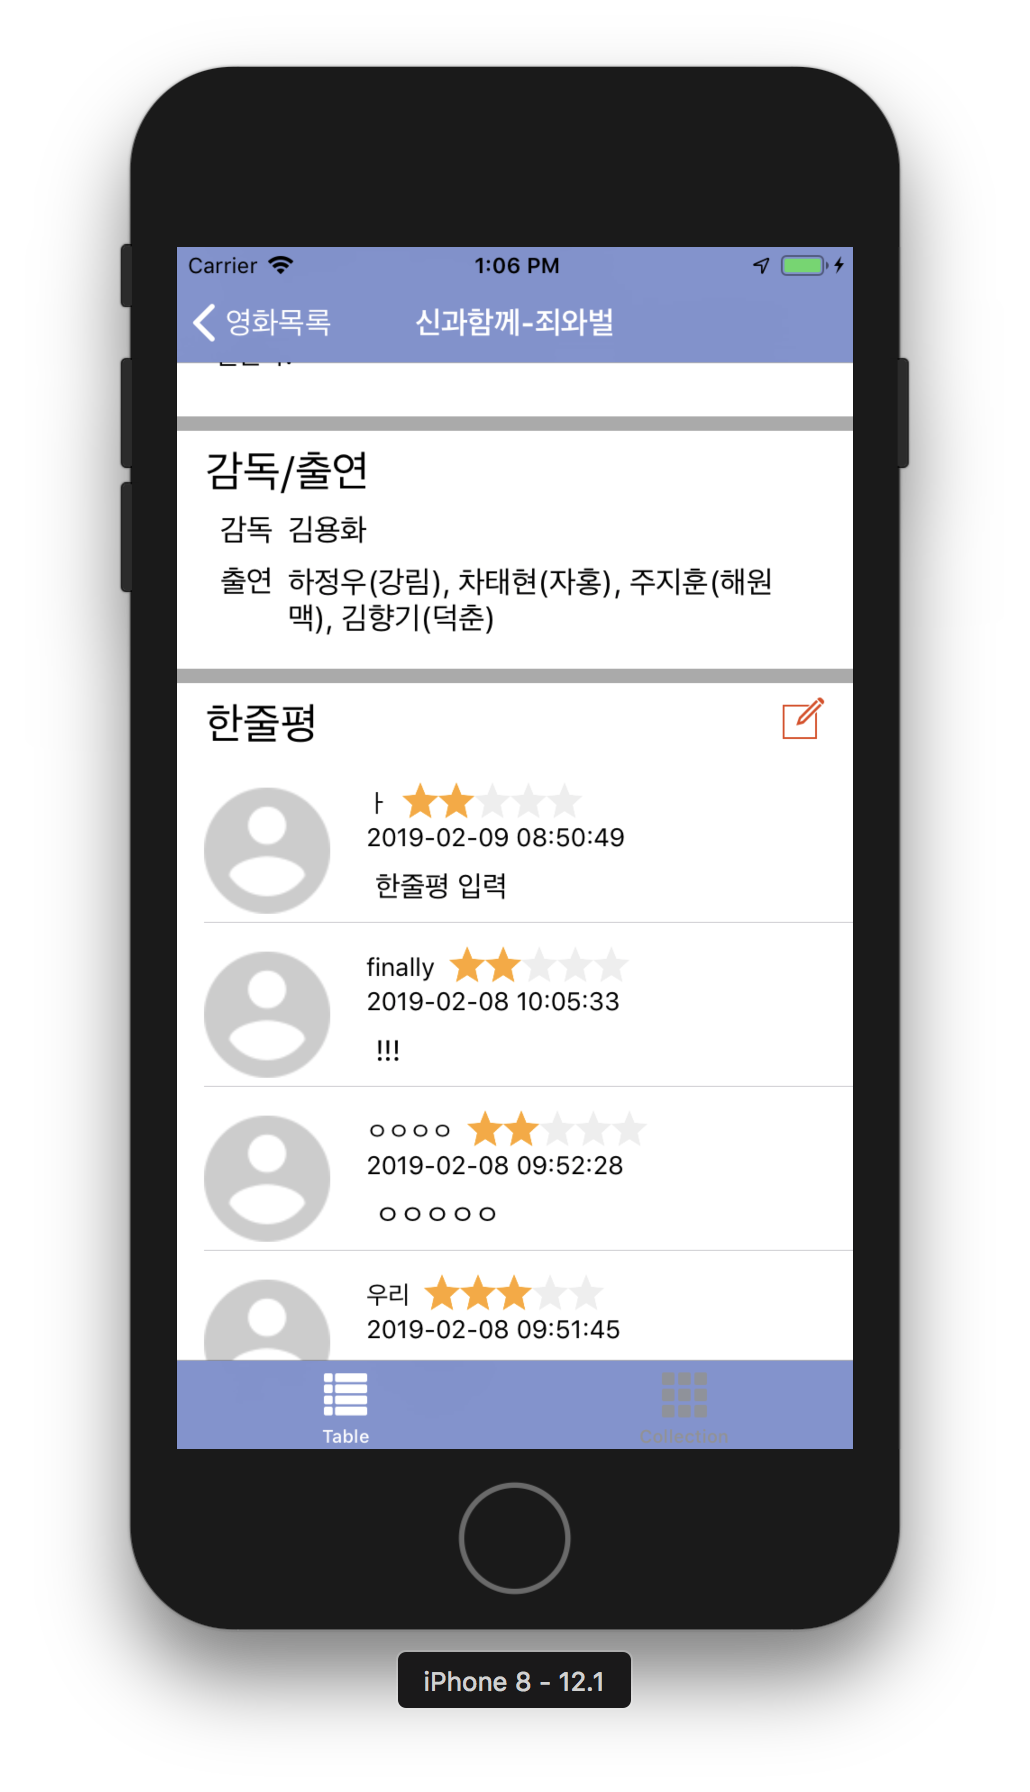 Carrier 1:06 PM
영화목록 신과함께-죄와벌
감독/출연
감독 김용화
출연 하정우(강림), 차태현(자홍), 주지훈(해원
맥), 김향기(덕춘)
한줄평
ㅏ
2019-02-09 08:50:49
한줄평 입력
finally
2019-02-08 10:05:33
!!!
ㅇㅇㅇㅇ
2019-02-08 09:52:28
ㅇㅇㅇㅇㅇ
우리
2019-02-08 09:51:45
Table Collection
iPhone 8 - 12.1